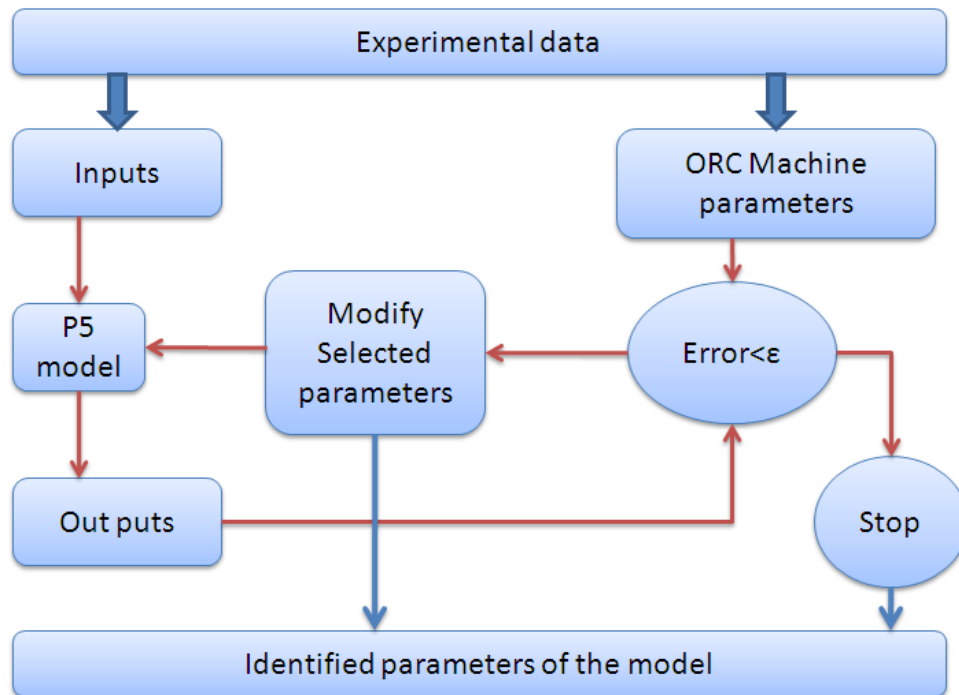 Experimental data
Inputs
ORC Machine
parameters
P5
model
Modify
Selected
parameters
Error<ε
Out puts
Stop
Identified parameters of the model